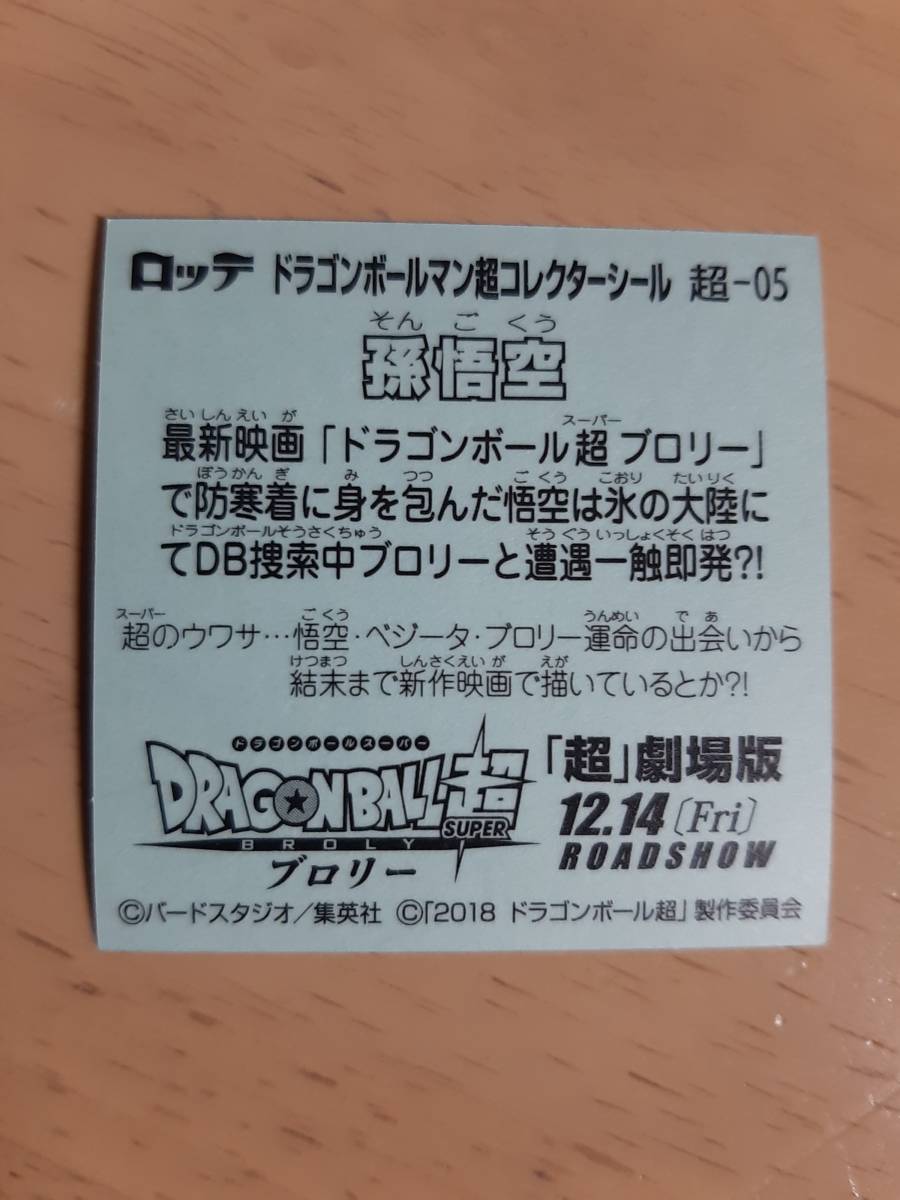 ロッテ ドラゴンボールマン超コレクターシール 超-05
そん ご くう
孫悟空
さいしんえいが スーパー
最新映画「ドラゴンボール超 ブロリー」
ぼうかんぎ み つつ ごくう こおり たいりく
で防寒着に身を包んだ悟空は氷の大陸に
ドラゴンボールそうさくちゅう そうぐういっしょくそくはつ
てDB捜索中ブロリーと遭遇一触即発?!
スーパー ごくう うんめい であ
超のウワサ…悟空・ベジータ・ブロリー運命の出会いから
けつまつ しんさくえいが えが
結末まで新作映画で描いているとか?!
ドラゴンボールスーパー
DRAGONBALL超
SUPER
BROLY
ブロリー
「超」劇場版
12.14 (Fri)
ROADSHOW
©バードスタジオ/集英社 ©「2018 ドラゴンボール超」製作委員会